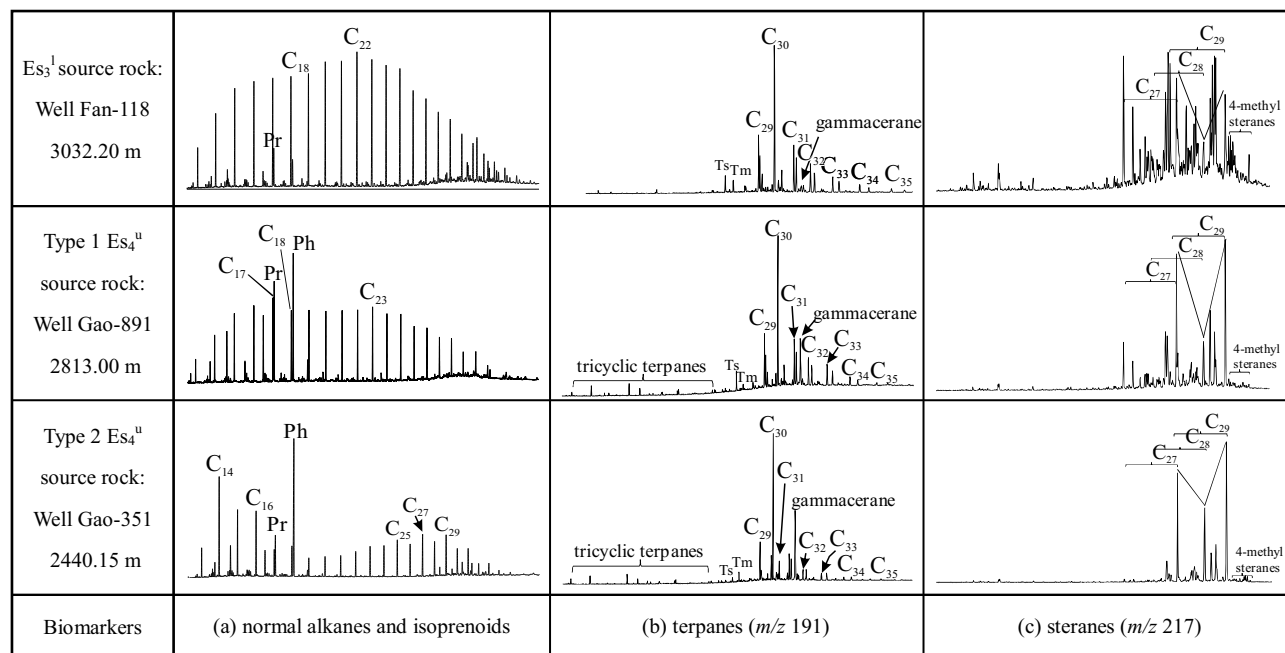 Es₃ˡ source rock:
Well Fan-118
3032.20 m
C₁₈
C₂₂
Pr
C₃₀
C₂₉
C₃₁
gammacerane
Ts
Tm
C₃₂
C₃₃
C₃₄
C₃₅
C₂₉
C₂₈
C₂₇
4-methyl
steranes
Type 1 Es₄ᵘ
source rock:
Well Gao-891
2813.00 m
C₁₈
Ph
C₁₇
Pr
C₂₃
C₃₀
C₃₁
gammacerane
C₂₉
C₃₂
C₃₃
tricyclic terpanes
Ts
Tm
C₃₄
C₃₅
C₂₉
C₂₈
C₂₇
4-methyl
steranes
Type 2 Es₄ᵘ
source rock:
Well Gao-351
2440.15 m
Ph
C₁₄
C₁₆
Pr
C₂₇
C₂₅
C₂₉
C₃₀
C₃₁
gammacerane
C₂₉
C₃₂
C₃₃
tricyclic terpanes
Ts
Tm
C₃₄
C₃₅
C₂₉
C₂₈
C₂₇
4-methyl
steranes
Biomarkers
(a) normal alkanes and isoprenoids
(b) terpanes (m/z 191)
(c) steranes (m/z 217)